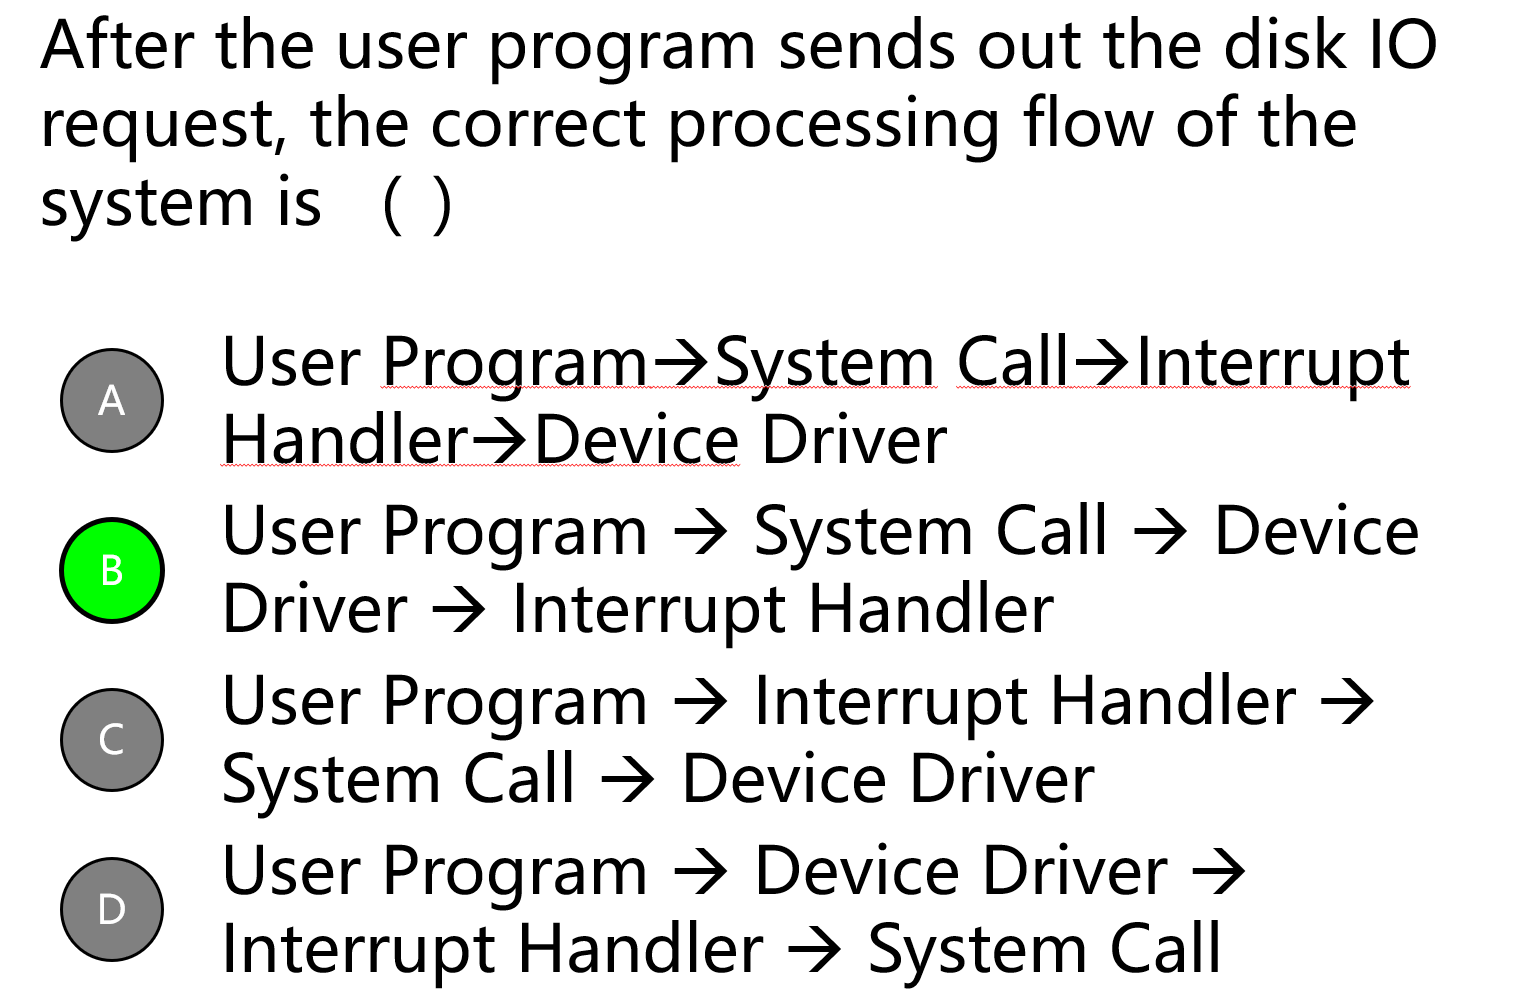 After the user program sends out the disk IO
request, the correct processing flow of the
system is ( )
A User Program→System Call→Interrupt
Handler→Device Driver
B User Program → System Call → Device
Driver → Interrupt Handler
C User Program → Interrupt Handler →
System Call → Device Driver
D User Program → Device Driver →
Interrupt Handler → System Call